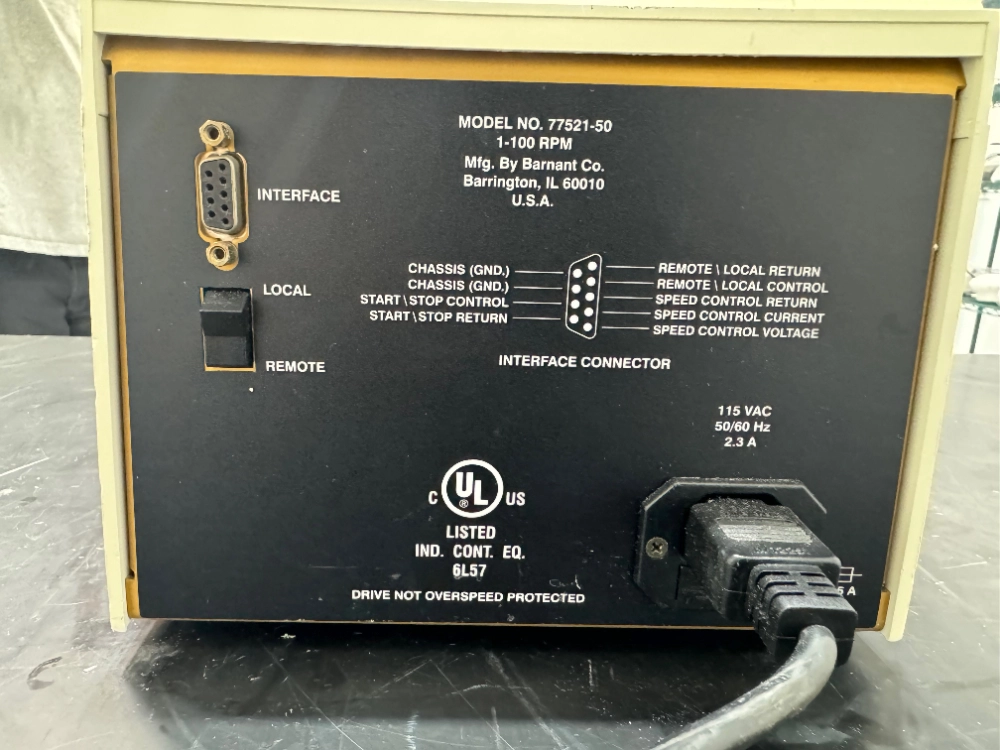 MODEL NO. 77521-50
1-100 RPM
Mfg. By Barnant Co.
Barrington, IL 60010
U.S.A.
INTERFACE
LOCAL
REMOTE
CHASSIS (GND.)
CHASSIS (GND.)
START\STOP CONTROL
START\STOP RETURN
REMOTE \ LOCAL RETURN
REMOTE \ LOCAL CONTROL
SPEED CONTROL RETURN
SPEED CONTROL CURRENT
SPEED CONTROL VOLTAGE
INTERFACE CONNECTOR
115 VAC
50/60 Hz
2.3 A
C UL® US
LISTED
IND. CONT. EQ.
6L57
DRIVE NOT OVERSPEED PROTECTED